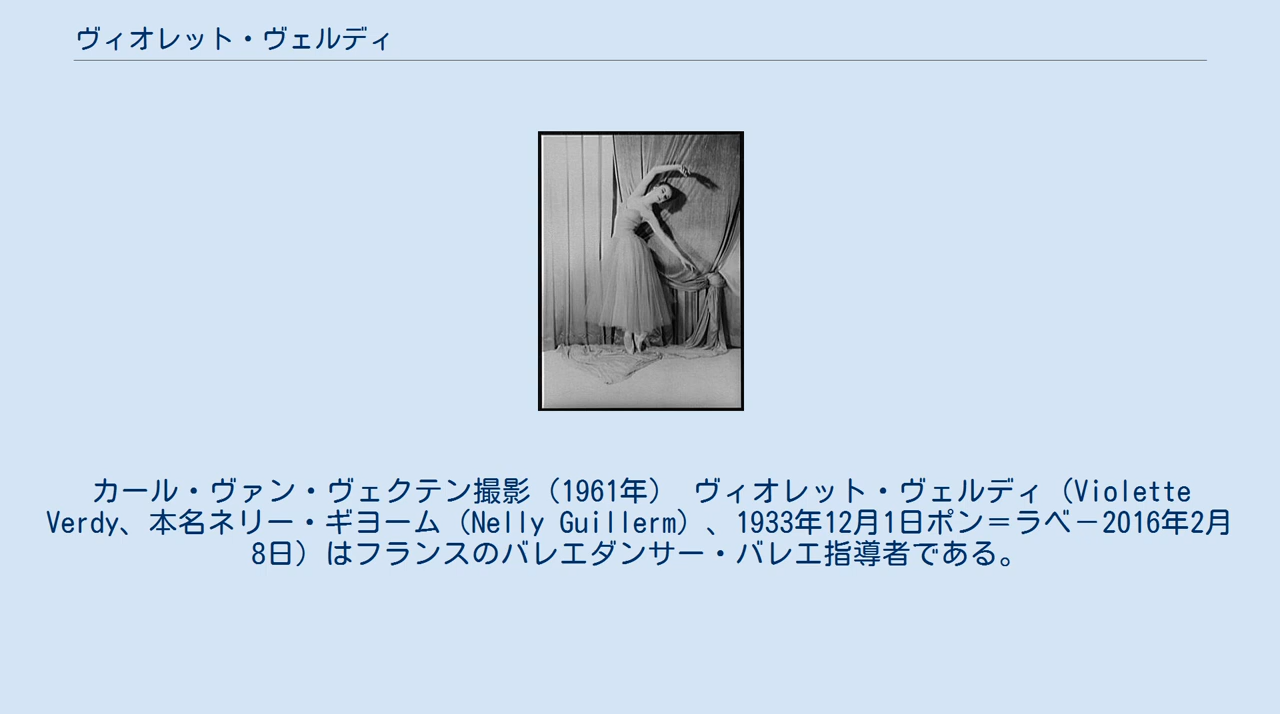 ヴィオレット・ヴェルディ
カール・ヴァン・ヴェクテン撮影（1961年）　ヴィオレット・ヴェルディ（Violette
Verdy、本名ネリー・ギヨーム（Nelly Guillerm）、1933年12月1日ポン＝ラベ－2016年2月
8日）はフランスのバレエダンサー・バレエ指導者である。